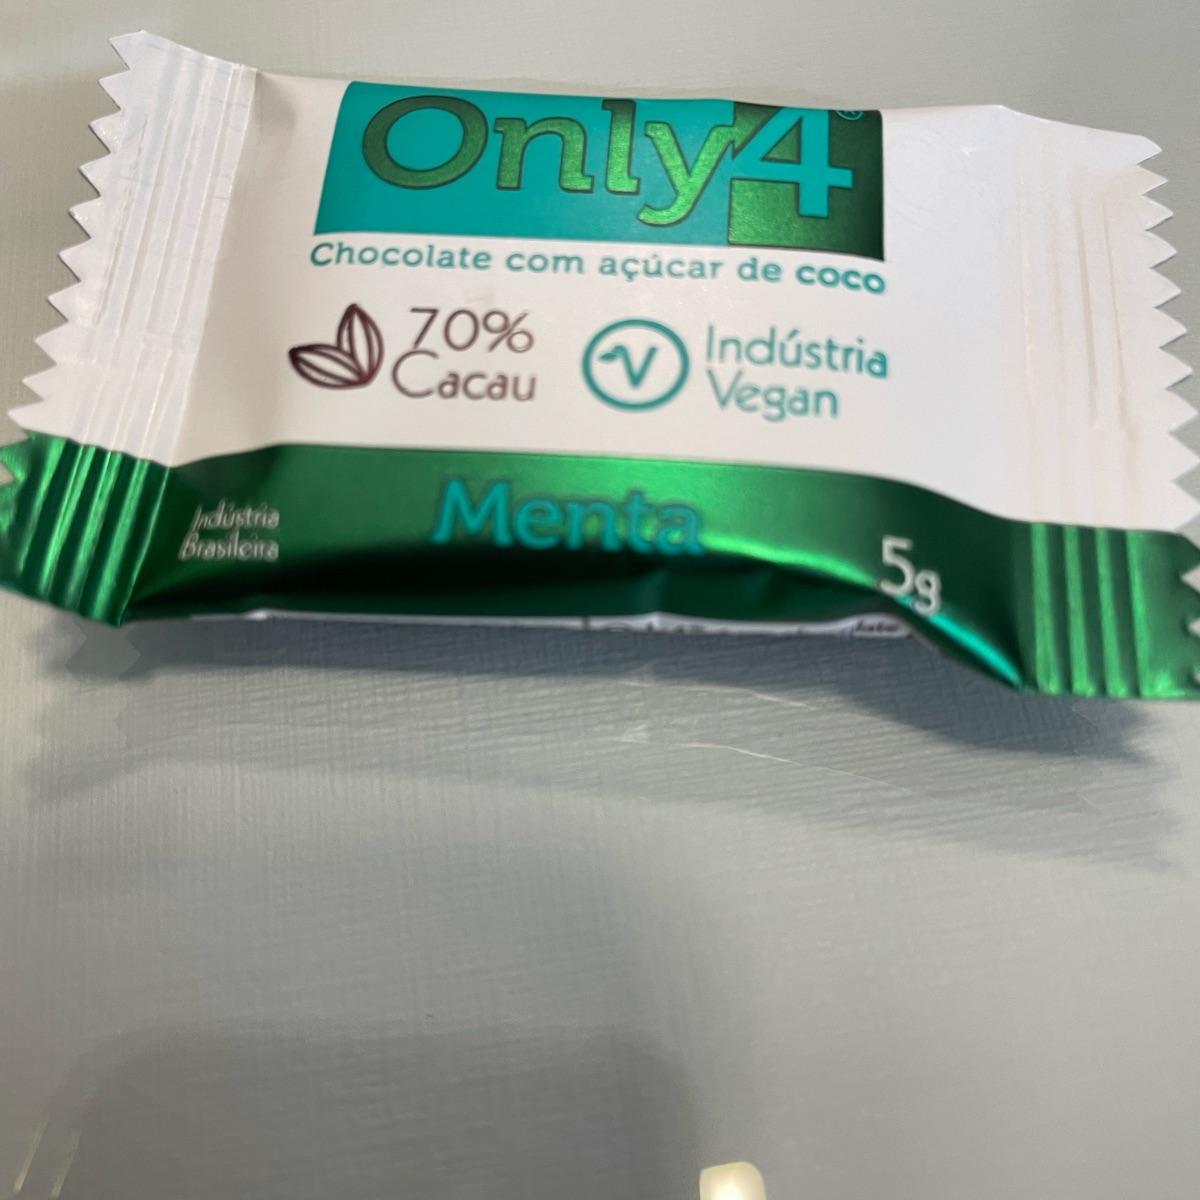 Only4®
Chocolate com açúcar de coco
70%
Cacau
Indústria
Vegan
Menta
Indústria
Brasileira
5g